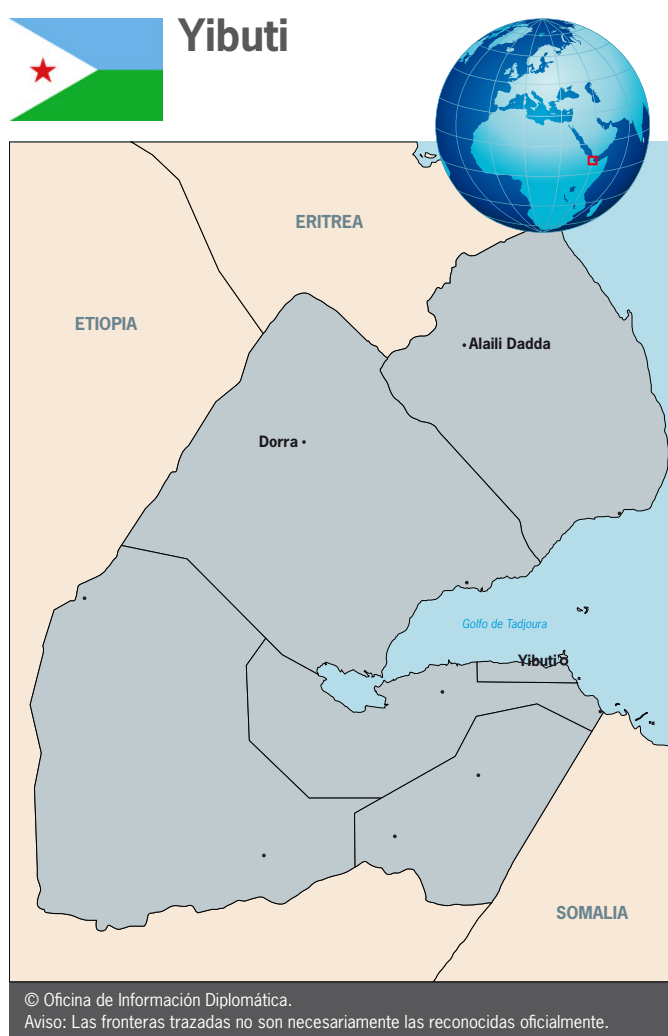 Yibuti
ERITREA
ETIOPIA
Alaili Dadda
Dorra
Golfo de Tadjoura
Yibuti
SOMALIA
© Oficina de Información Diplomática.
Aviso: Las fronteras trazadas no son necesariamente las reconocidas oficialmente.